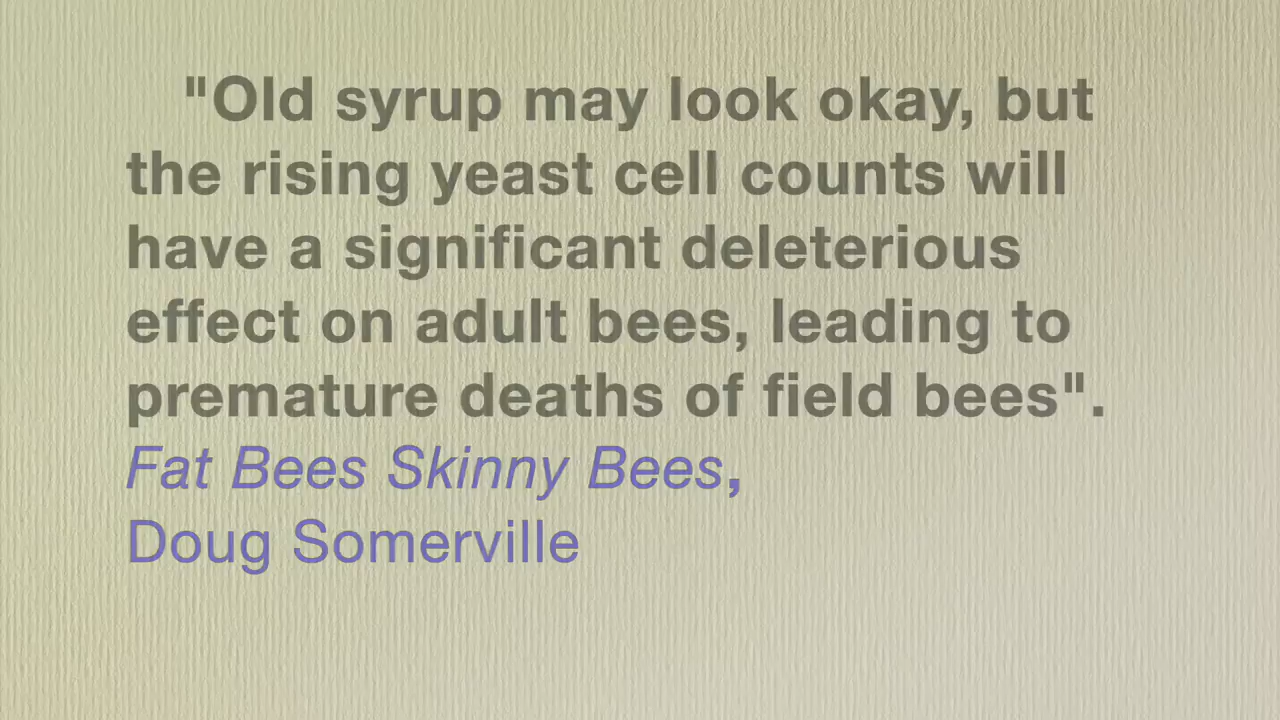 "Old syrup may look okay, but
the rising yeast cell counts will
have a significant deleterious
effect on adult bees, leading to
premature deaths of field bees".
Fat Bees Skinny Bees,
Doug Somerville